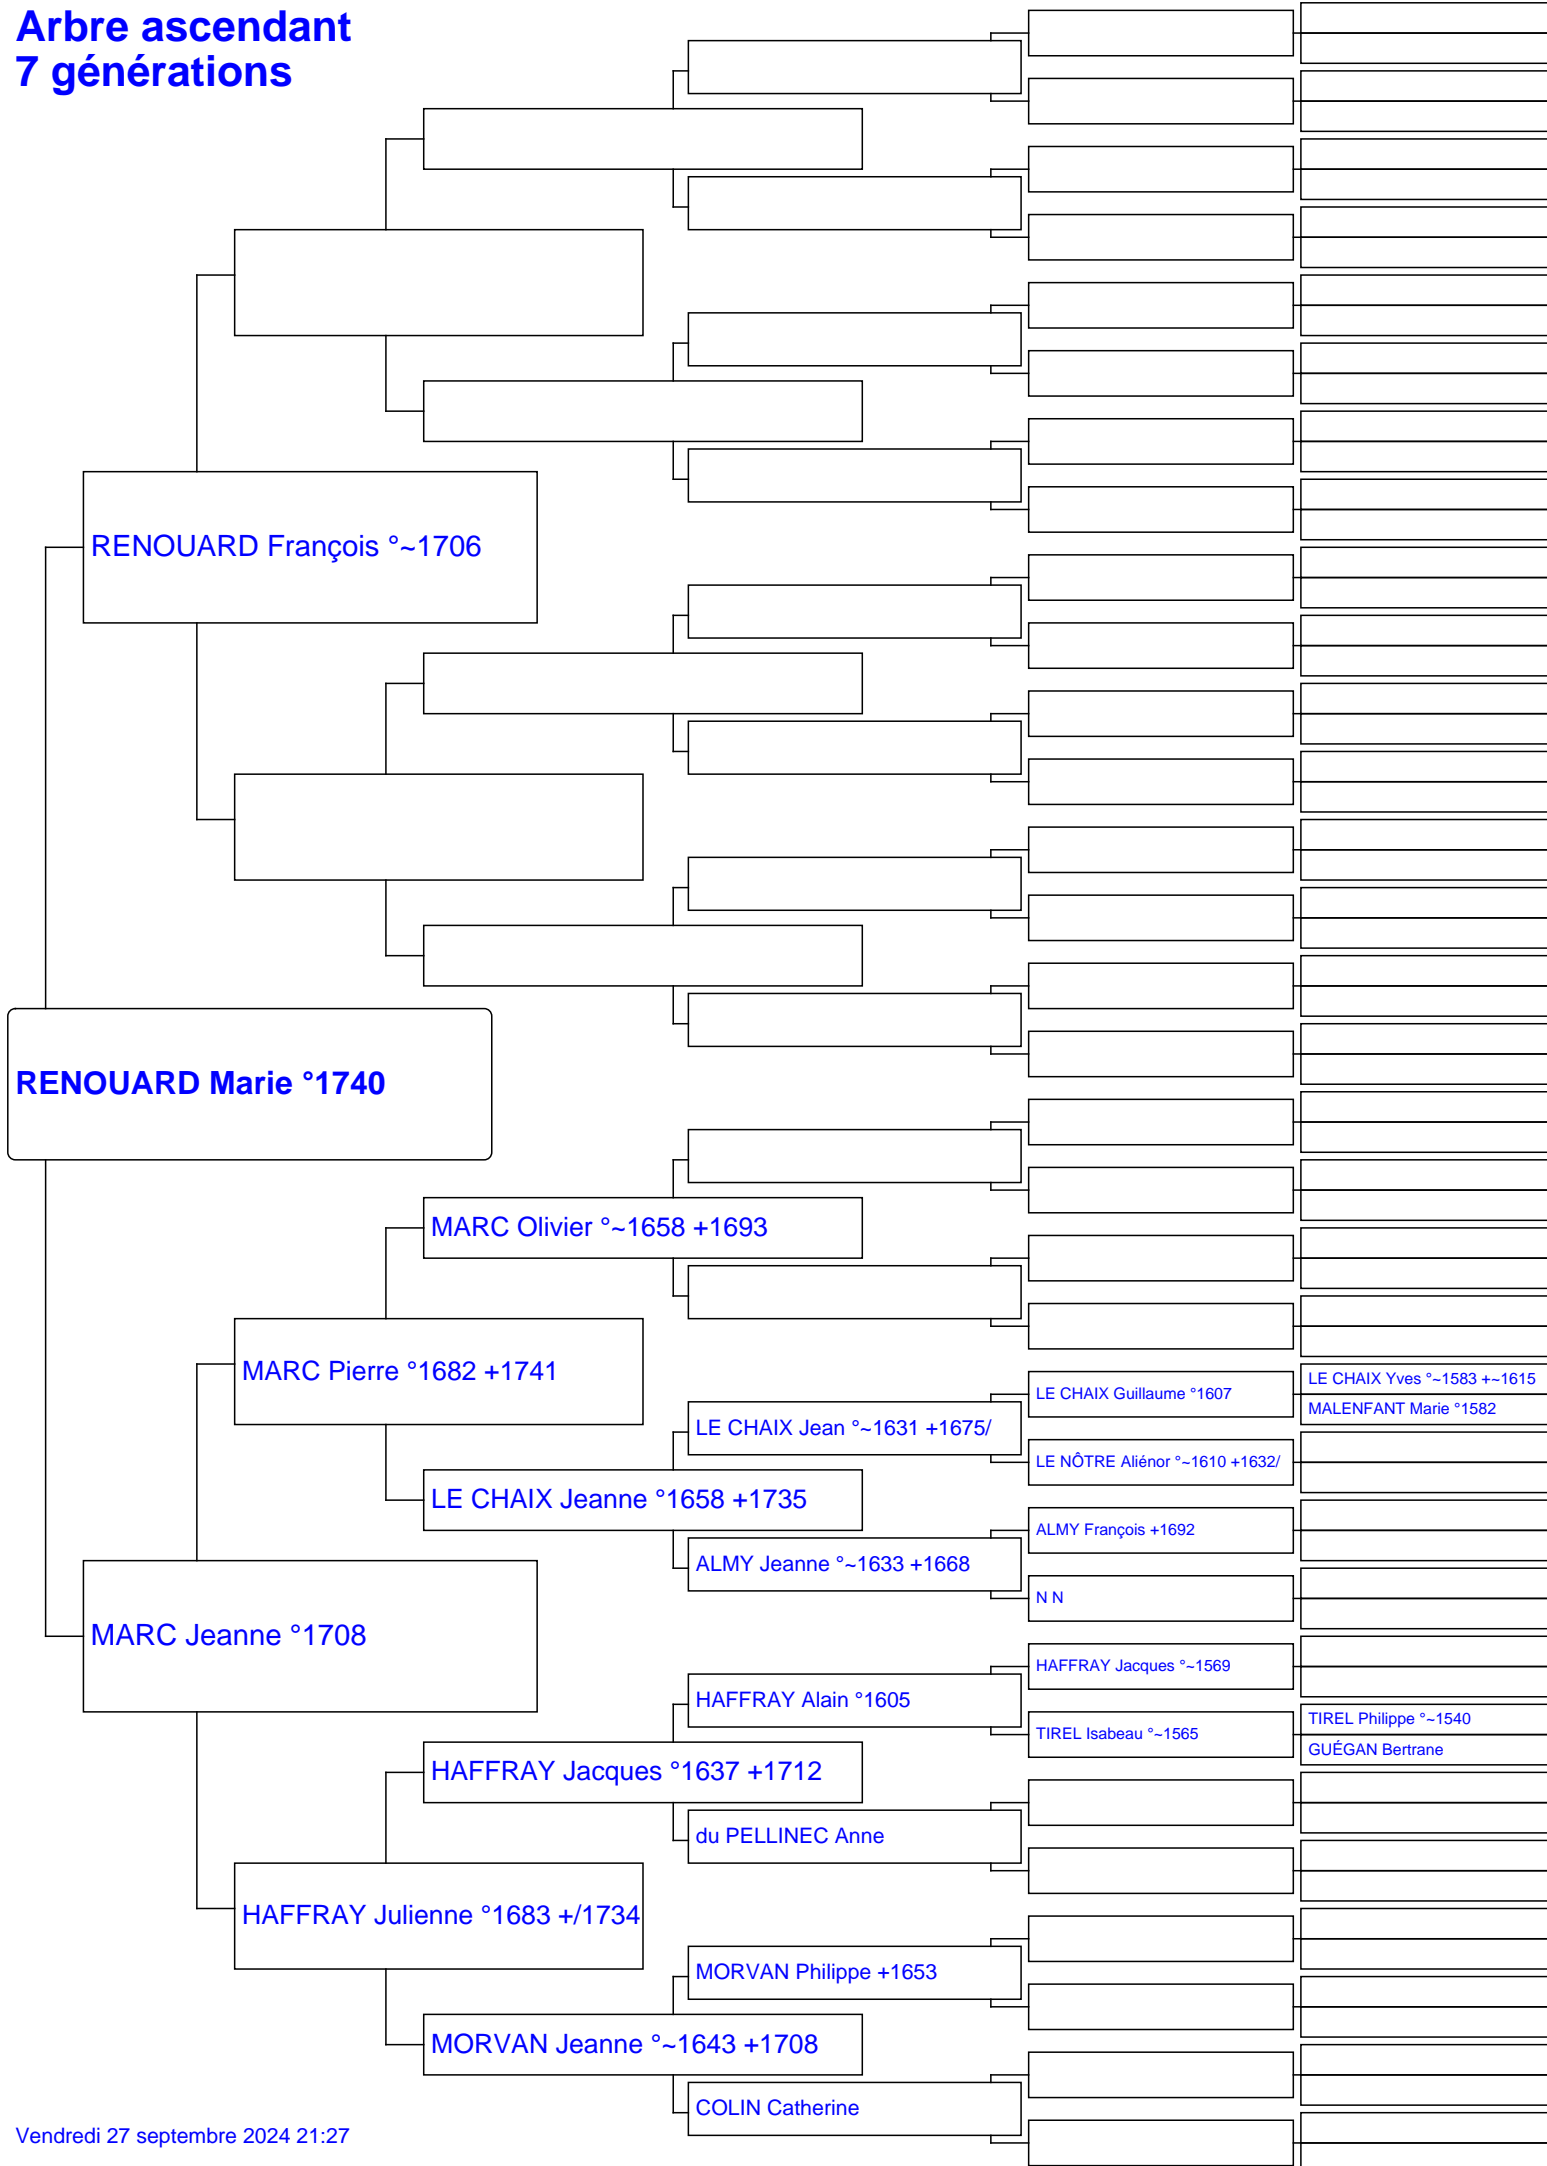 Arbre ascendant
7 générations
RENOUARD François °~1706
RENOUARD Marie °1740
MARC Olivier °~1658 +1693
MARC Pierre °1682 +1741
LE CHAIX Yves °~1583 +~1615
LE CHAIX Guillaume °1607
MALENFANT Marie °1582
LE CHAIX Jean °~1631 +1675/
LE NÔTRE Aliénor °~1610 +1632/
LE CHAIX Jeanne °1658 +1735
ALMY François +1692
ALMY Jeanne °~1633 +1668
N N
MARC Jeanne °1708
HAFFRAY Jacques °~1569
HAFFRAY Alain °1605
TIREL Philippe °~1540
TIREL Isabeau °~1565
GUÉGAN Bertrane
HAFFRAY Jacques °1637 +1712
du PELLINEC Anne
HAFFRAY Julienne °1683 +/1734
MORVAN Philippe +1653
MORVAN Jeanne °~1643 +1708
COLIN Catherine
Vendredi 27 septembre 2024 21:27